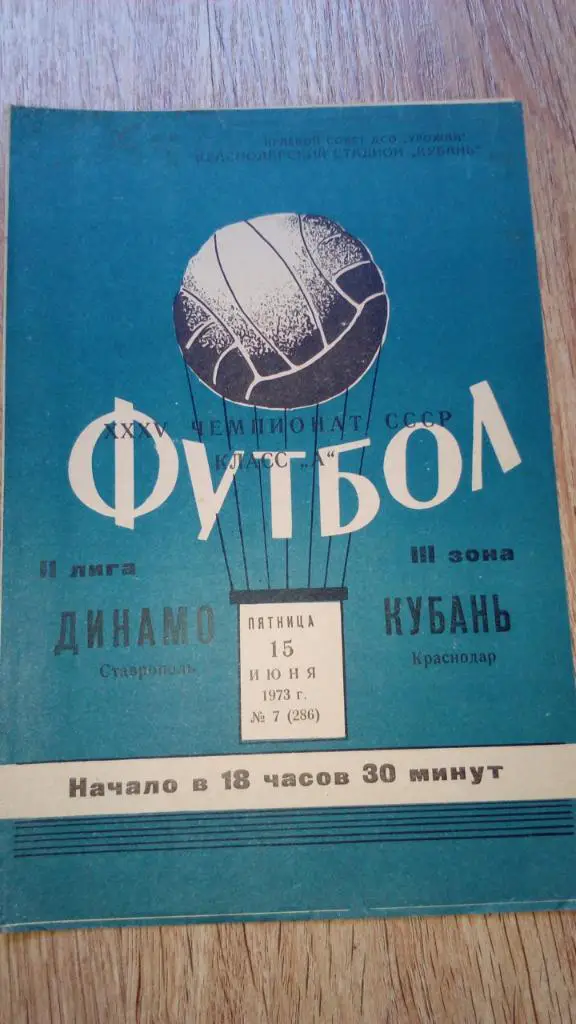 КРАЕВОЙ СОВЕТ ДСО „УРОЖАЙ“
КРАСНОДАРСКИЙ СТАДИОН „КУБАНЬ“
XXXV ЧЕМПИОНАТ СССР
КЛАСС „А“
ФУТБОЛ
II лига
III зона
ДИНАМО
Ставрополь
КУБАНЬ
Краснодар
ПЯТНИЦА
15
ИЮНЯ
1973 г.
№ 7 (286)
Начало в 18 часов 30 минут